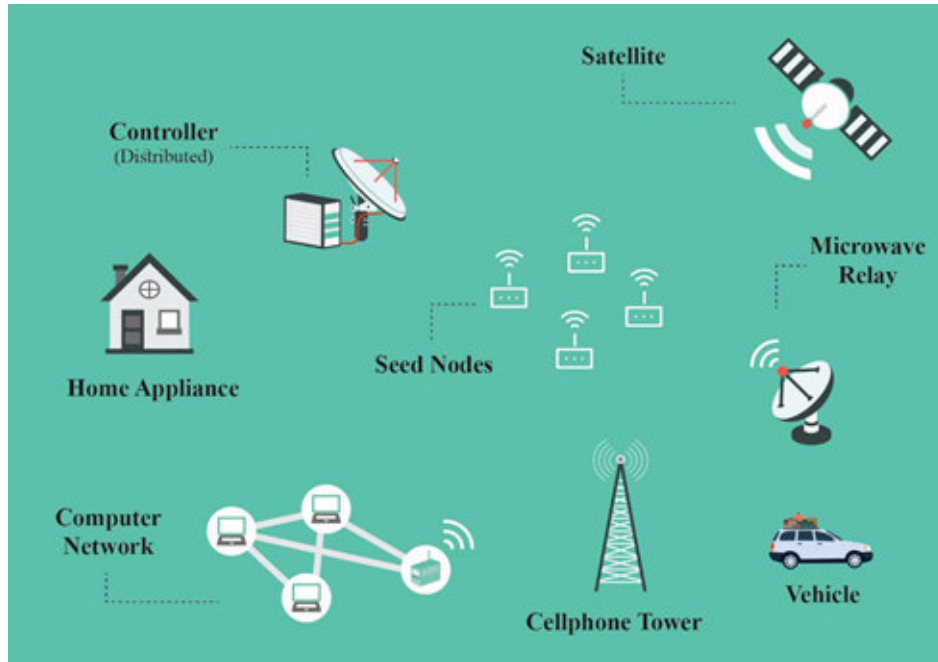 Satellite
Controller
(Distributed)
Microwave
Relay
Seed Nodes
Home Appliance
Computer
Network
Vehicle
Cellphone Tower